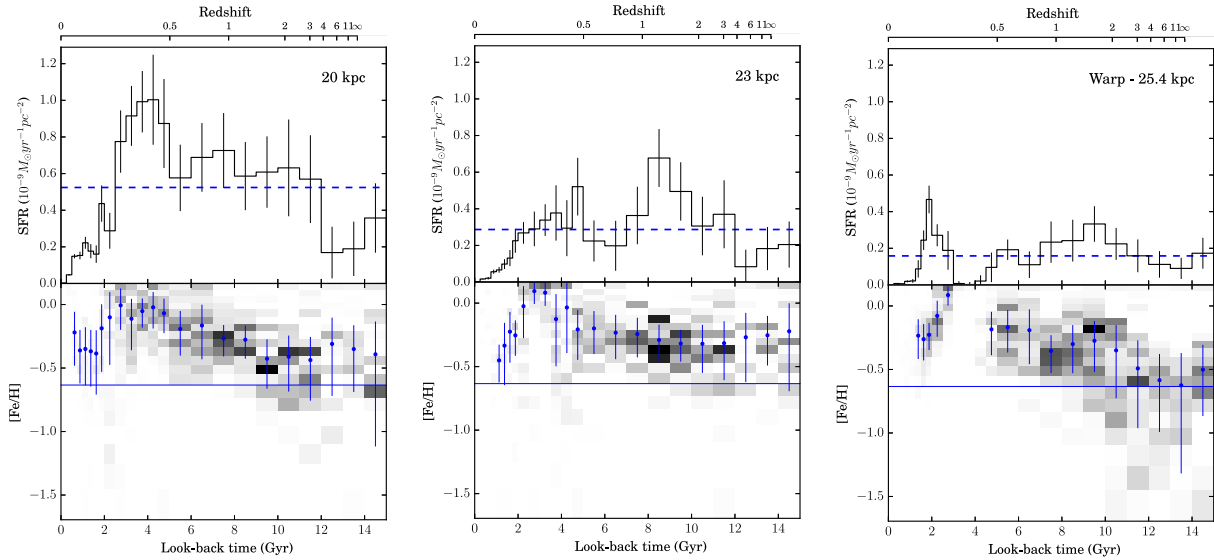 Redshift
0 0.5 1 2 3 4 6 11∞
20 kpc
SFR (10⁻⁹ M⊙yr⁻¹pc⁻²)
1.2
1.0
0.8
0.6
0.4
0.2
0.0
[Fe/H]
0.0
−0.5
−1.0
−1.5
0 2 4 6 8 10 12 14
Look-back time (Gyr)
Redshift
0 0.5 1 2 3 4 6 11∞
23 kpc
SFR (10⁻⁹ M⊙yr⁻¹pc⁻²)
1.2
1.0
0.8
0.6
0.4
0.2
0.0
[Fe/H]
0.0
−0.5
−1.0
−1.5
0 2 4 6 8 10 12 14
Look-back time (Gyr)
Redshift
0 0.5 1 2 3 4 6 11∞
Warp - 25.4 kpc
SFR (10⁻⁹ M⊙yr⁻¹pc⁻²)
1.2
1.0
0.8
0.6
0.4
0.2
0.0
[Fe/H]
0.0
−0.5
−1.0
−1.5
0 2 4 6 8 10 12 14
Look-back time (Gyr)